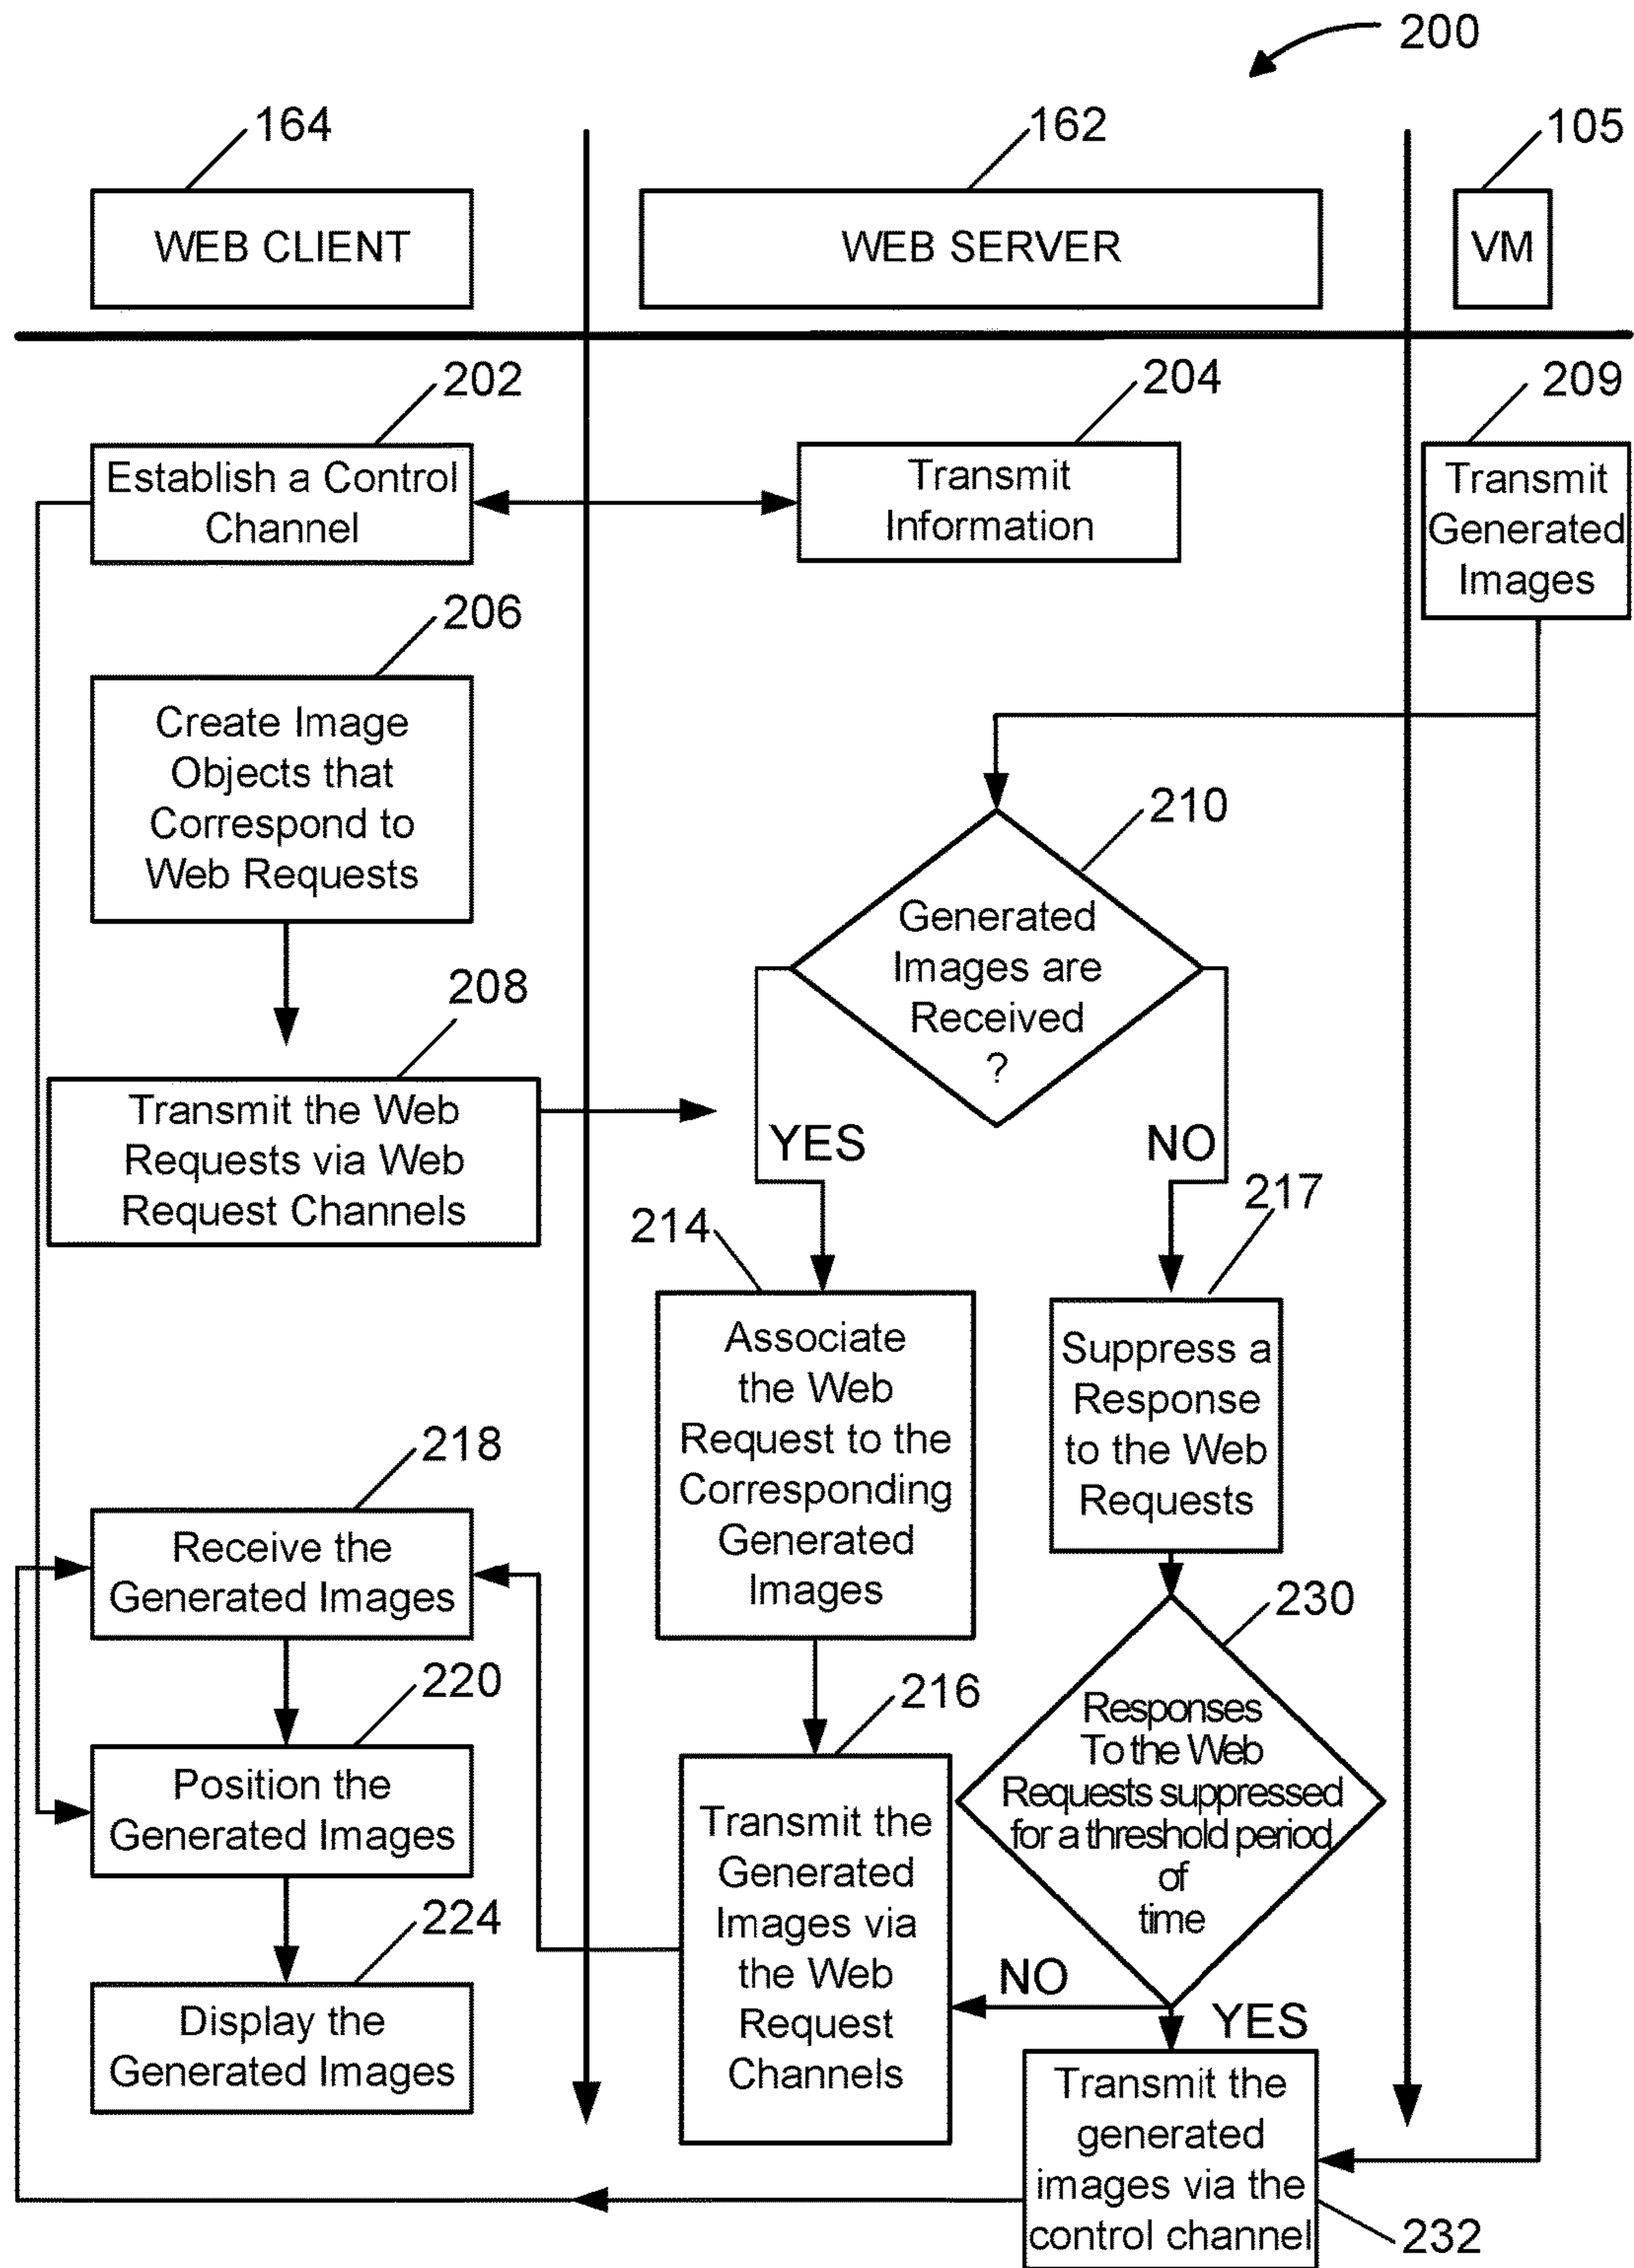 200
164
162
105
WEB CLIENT
WEB SERVER
VM
202
204
209
Establish a Control
Channel
Transmit
Information
Transmit
Generated
Images
206
Create Image
Objects that
Correspond to
Web Requests
210
Generated
Images are
Received
?
208
Transmit the Web
Requests via Web
Request Channels
YES
NO
214
217
Associate
the Web
Request to the
Corresponding
Generated
Images
Suppress a
Response
to the Web
Requests
218
Receive the
Generated Images
230
Responses
To the Web
Requests suppressed
for a threshold period
of
time
220
Position the
Generated Images
216
Transmit the
Generated
Images via
the Web
Request
Channels
224
Display the
Generated Images
NO
YES
Transmit the
generated
images via the
control channel
232